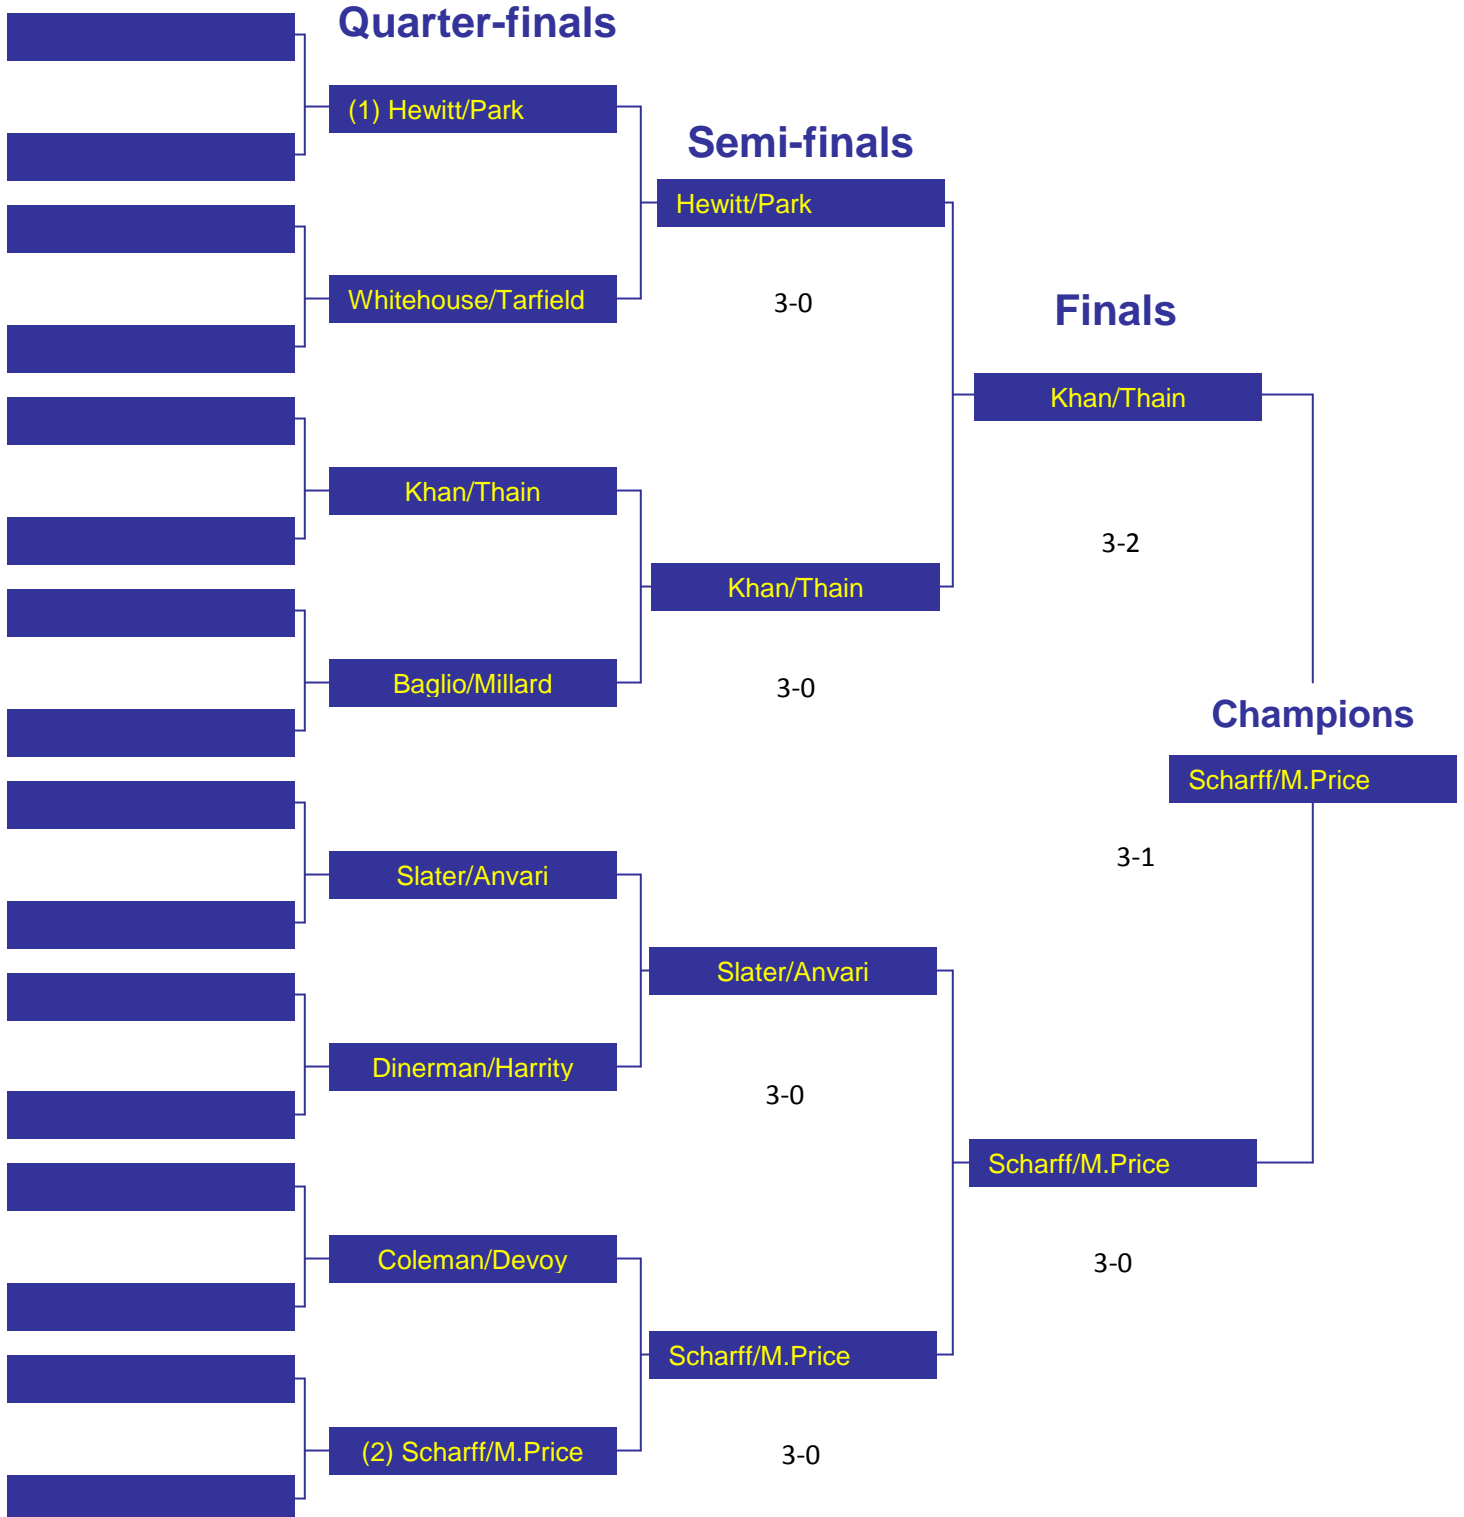 Quarter-finals
(1) Hewitt/Park
Semi-finals
Hewitt/Park
Whitehouse/Tarfield
3-0
Finals
Khan/Thain
Khan/Thain
3-2
Khan/Thain
Baglio/Millard
3-0
Champions
Scharff/M.Price
3-1
Slater/Anvari
Slater/Anvari
Dinerman/Harrity
3-0
Scharff/M.Price
Coleman/Devoy
3-0
Scharff/M.Price
(2) Scharff/M.Price
3-0